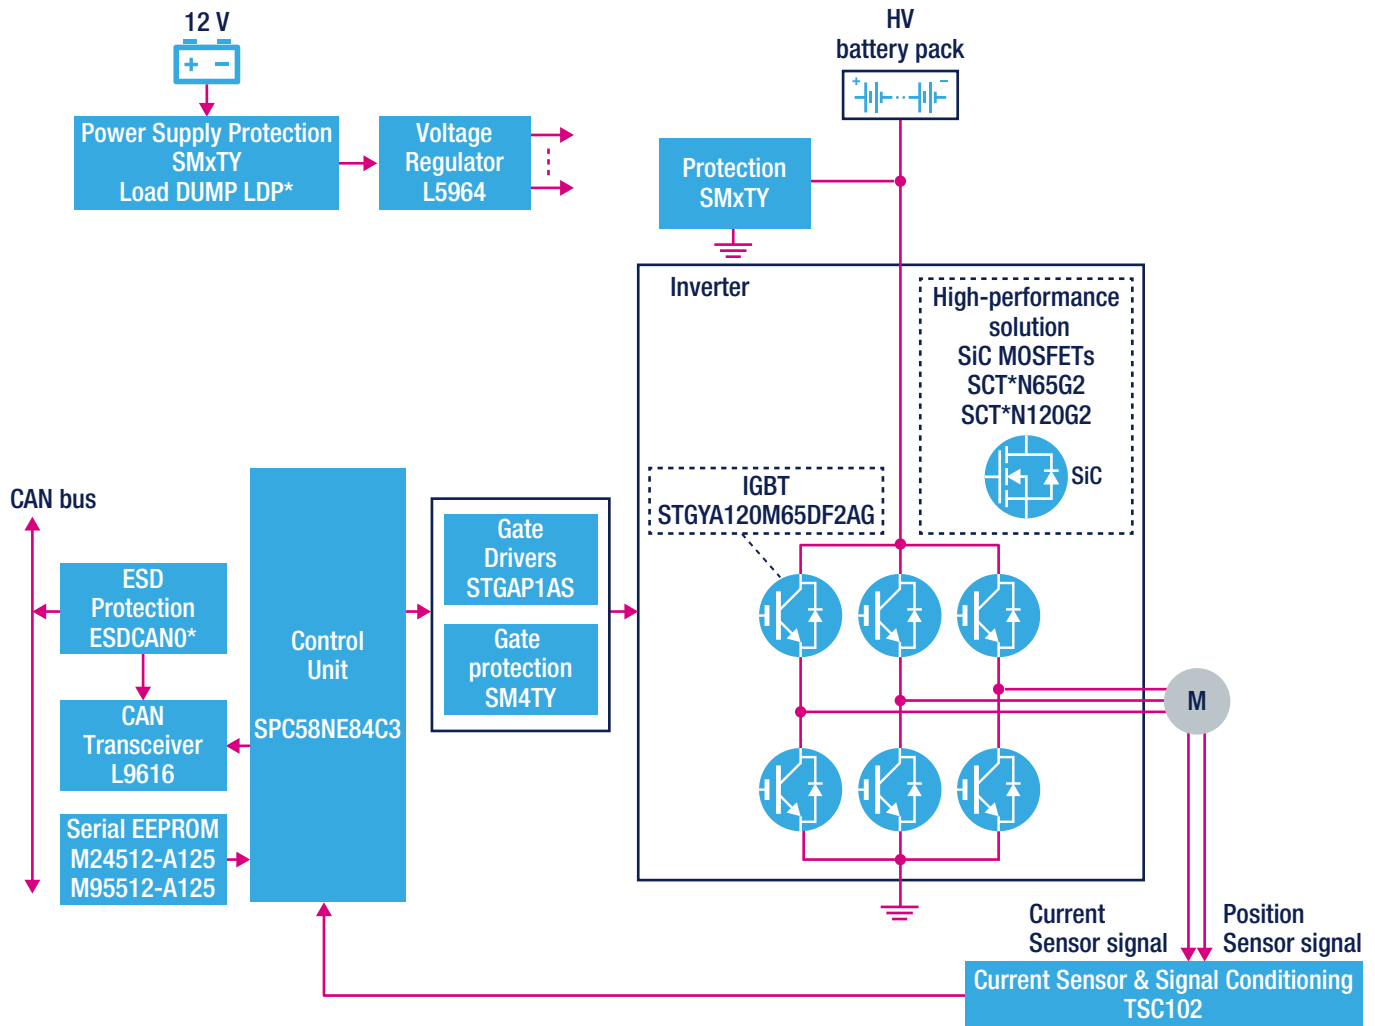 12 V
HV
battery pack
Power Supply Protection
SMxTY
Load DUMP LDP*
Voltage
Regulator
L5964
Protection
SMxTY
Inverter
High-performance
solution
SiC MOSFETs
SCT*N65G2
SCT*N120G2
SiC
IGBT
STGYA120M65DF2AG
CAN bus
ESD
Protection
ESDCAN0*
CAN
Transceiver
L9616
Serial EEPROM
M24512-A125
M95512-A125
Control
Unit
SPC58NE84C3
Gate
Drivers
STGAP1AS
Gate
protection
SM4TY
M
Current
Sensor signal
Position
Sensor signal
Current Sensor & Signal Conditioning
TSC102